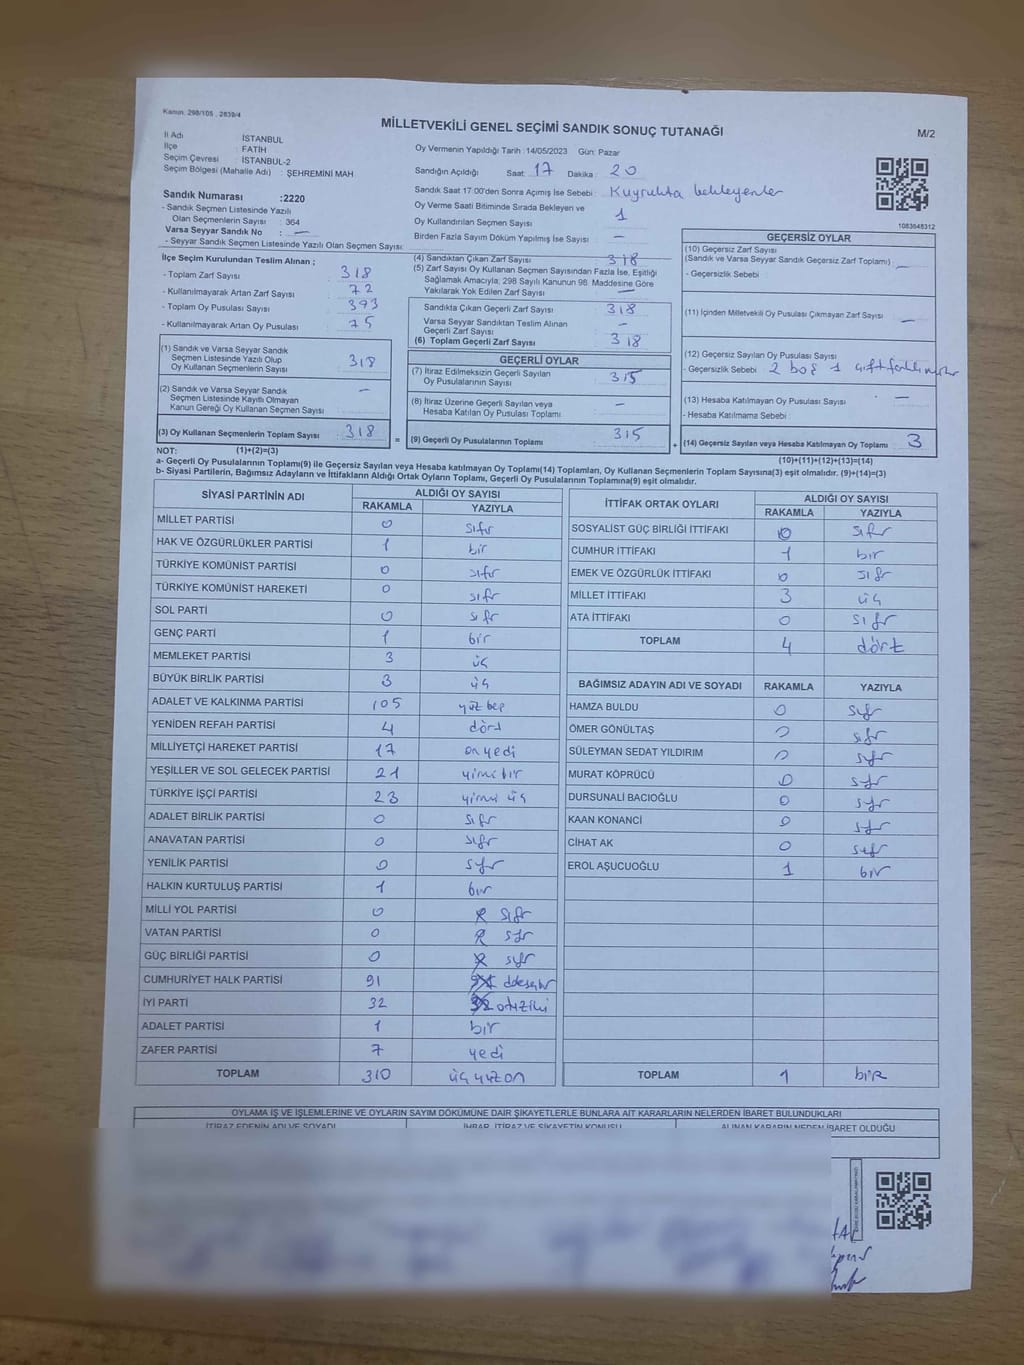 Kanun. 298/105 , 2839/4
MİLLETVEKİLİ GENEL SEÇİMİ SANDIK SONUÇ TUTANAĞI
M/2
İl Adı : İSTANBUL
İlçe : FATİH
Seçim Çevresi : İSTANBUL-2
Seçim Bölgesi (Mahalle Adı) : ŞEHREMİNİ MAH
Oy Vermenin Yapıldığı Tarih :14/05/2023 Gün: Pazar
Sandığın Açıldığı Saat: 17 Dakika : 20
Sandık Saat 17:00'den Sonra Açmış İse Sebebi : Kuyrukta bekleyenler
Oy Verme Saati Bitiminde Sırada Bekleyen ve
Oy Kullandırılan Seçmen Sayısı : 1
Birden Fazla Sayım Döküm Yapılmış İse Sayısı : -
1083648312
Sandık Numarası :2220
- Sandık Seçmen Listesinde Yazılı
Olan Seçmenlerin Sayısı : 364
Varsa Seyyar Sandık No : -
- Seyyar Sandık Seçmen Listesinde Yazılı Olan Seçmen Sayısı:
İlçe Seçim Kurulundan Teslim Alınan ;
- Toplam Zarf Sayısı : 318
- Kullanılmayarak Artan Zarf Sayısı : 72
- Toplam Oy Pusulası Sayısı : 393
- Kullanılmayarak Artan Oy Pusulası : 75
(1) Sandık ve Varsa Seyyar Sandık
Seçmen Listesinde Yazılı Olup
Oy Kullanan Seçmenlerin Sayısı : 318
(2) Sandık ve Varsa Seyyar Sandık
Seçmen Listesinde Kayıtlı Olmayan
Kanun Gereği Oy Kullanan Seçmen Sayısı : -
(3) Oy Kullanan Seçmenlerin Toplam Sayısı : 318
(4) Sandıktan Çıkan Zarf Sayısı : 318
(5) Zarf Sayısı Oy Kullanan Seçmen Sayısından Fazla İse, Eşitliği
Sağlamak Amacıyla; 298 Sayılı Kanunun 98. Maddesine Göre
Yakılarak Yok Edilen Zarf Sayısı : -
Sandıkta Çıkan Geçerli Zarf Sayısı : 318
Varsa Seyyar Sandıktan Teslim Alınan
Geçerli Zarf Sayısı : -
(6) Toplam Geçerli Zarf Sayısı : 318
GEÇERLİ OYLAR
(7) İtiraz Edilmeksizin Geçerli Sayılan
Oy Pusulalarının Sayısı : 315
(8) İtiraz Üzerine Geçerli Sayılan veya
Hesaba Katılan Oy Pusulası Toplamı : -
= (9) Geçerli Oy Pusulalarının Toplamı : 315
GEÇERSİZ OYLAR
(10) Geçersiz Zarf Sayısı
(Sandık ve Varsa Seyyar Sandık Geçersiz Zarf Toplamı) : -
- Geçersizlik Sebebi :
(11) İçinden Milletvekili Oy Pusulası Çıkmayan Zarf Sayısı : -
(12) Geçersiz Sayılan Oy Pusulası Sayısı
- Geçersizlik Sebebi : 2 boş 1
(13) Hesaba Katılmayan Oy Pusulası Sayısı : -
- Hesaba Katılmama Sebebi :
+ (14) Geçersiz Sayılan veya Hesaba Katılmayan Oy Toplamı : 3
NOT: (1)+(2)=(3)
(10)+(11)+(12)+(13)=(14)
a- Geçerli Oy Pusulalarının Toplamı(9) ile Geçersiz Sayılan veya Hesaba katılmayan Oy Toplamı(14) Toplamları, Oy Kullanan Seçmenlerin Toplam Sayısına(3) eşit olmalıdır. (9)+(14)=(3)
b- Siyasi Partilerin, Bağımsız Adayların ve İttifakların Aldığı Ortak Oyların Toplamı, Geçerli Oy Pusulalarının Toplamına(9) eşit olmalıdır.
SİYASİ PARTİNİN ADI ALDIĞI OY SAYISI
RAKAMLA YAZIYLA
MİLLET PARTİSİ 0 sıfır
HAK VE ÖZGÜRLÜKLER PARTİSİ 1 bir
TÜRKİYE KOMÜNİST PARTİSİ 0 sıfır
TÜRKİYE KOMÜNİST HAREKETİ 0 sıfır
SOL PARTİ 0 sıfır
GENÇ PARTİ 1 bir
MEMLEKET PARTİSİ 3 üç
BÜYÜK BİRLİK PARTİSİ 3 üç
ADALET VE KALKINMA PARTİSİ 105 yüz beş
YENİDEN REFAH PARTİSİ 4 dört
MİLLİYETÇİ HAREKET PARTİSİ 17 on yedi
YEŞİLLER VE SOL GELECEK PARTİSİ 21 yirmi bir
TÜRKİYE İŞÇİ PARTİSİ 23 yirmi üç
ADALET BİRLİK PARTİSİ 0 sıfır
ANAVATAN PARTİSİ 0 sıfır
YENİLİK PARTİSİ 0 sıfır
HALKIN KURTULUŞ PARTİSİ 1 bir
MİLLİ YOL PARTİSİ 0 sıfır
VATAN PARTİSİ 0 sıfır
GÜÇ BİRLİĞİ PARTİSİ 0 sıfır
CUMHURİYET HALK PARTİSİ 91 doksanbir
İYİ PARTİ 32 otuziki
ADALET PARTİSİ 1 bir
ZAFER PARTİSİ 7 yedi
TOPLAM 310 üç yüz on
İTTİFAK ORTAK OYLARI ALDIĞI OY SAYISI
RAKAMLA YAZIYLA
SOSYALİST GÜÇ BİRLİĞİ İTTİFAKI 0 sıfır
CUMHUR İTTİFAKI 1 bir
EMEK VE ÖZGÜRLÜK İTTİFAKI 0 sıfır
MİLLET İTTİFAKI 3 üç
ATA İTTİFAKI 0 sıfır
TOPLAM 4 dört
BAĞIMSIZ ADAYIN ADI VE SOYADI RAKAMLA YAZIYLA
HAMZA BULDU 0 sıfır
ÖMER GÖNÜLTAŞ 0 sıfır
SÜLEYMAN SEDAT YILDIRIM 0 sıfır
MURAT KÖPRÜCÜ 0 sıfır
DURSUNALİ BACIOĞLU 0 sıfır
KAAN KONANCİ 0 sıfır
CİHAT AK 0 sıfır
EROL AŞUCUOĞLU 1 bir
TOPLAM 1 bir
OYLAMA İŞ VE İŞLEMLERİNE VE OYLARIN SAYIM DÖKÜMÜNE DAİR ŞİKAYETLERLE BUNLARA AİT KARARLARIN NELERDEN İBARET BULUNDUKLARI
İTİRAZ EDENİN ADI VE SOYADI İHBAR, İTİRAZ VE ŞİKAYETİN KONUSU ALINAN KARARIN NEDEN İBARET OLDUĞU